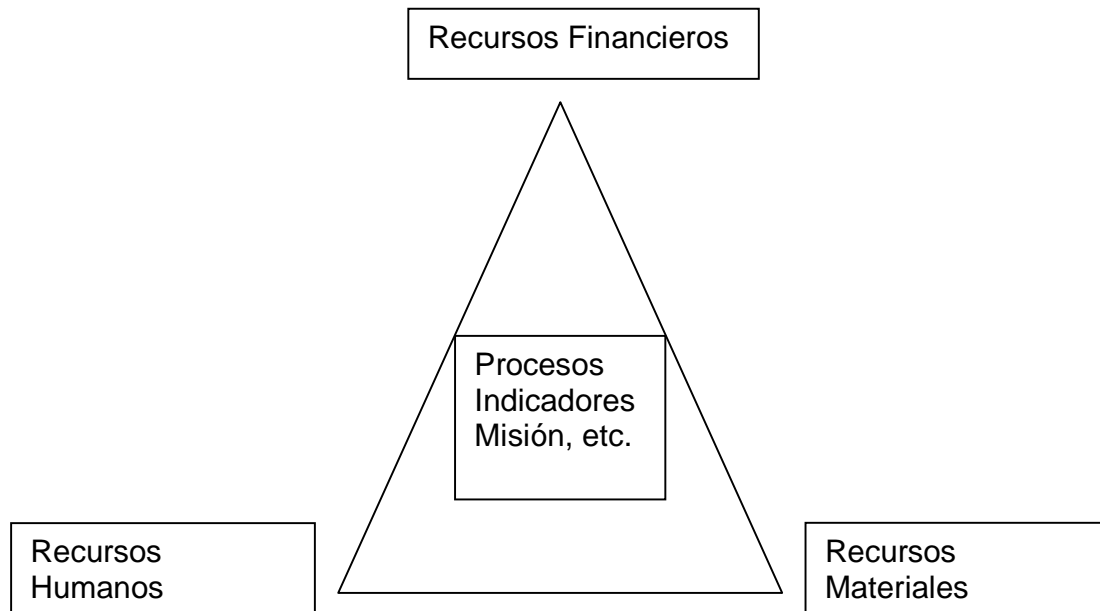 Recursos Financieros
Procesos
Indicadores
Misión, etc.
Recursos
Humanos
Recursos
Materiales